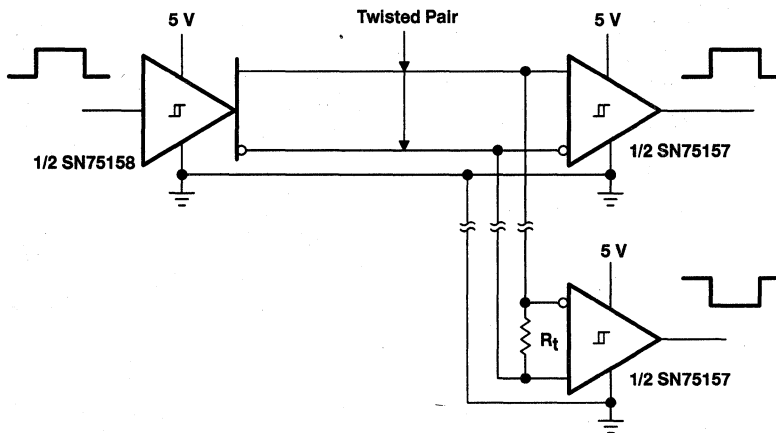 Twisted Pair
5 V
5 V
1/2 SN75158
1/2 SN75157
5 V
Rt
1/2 SN75157